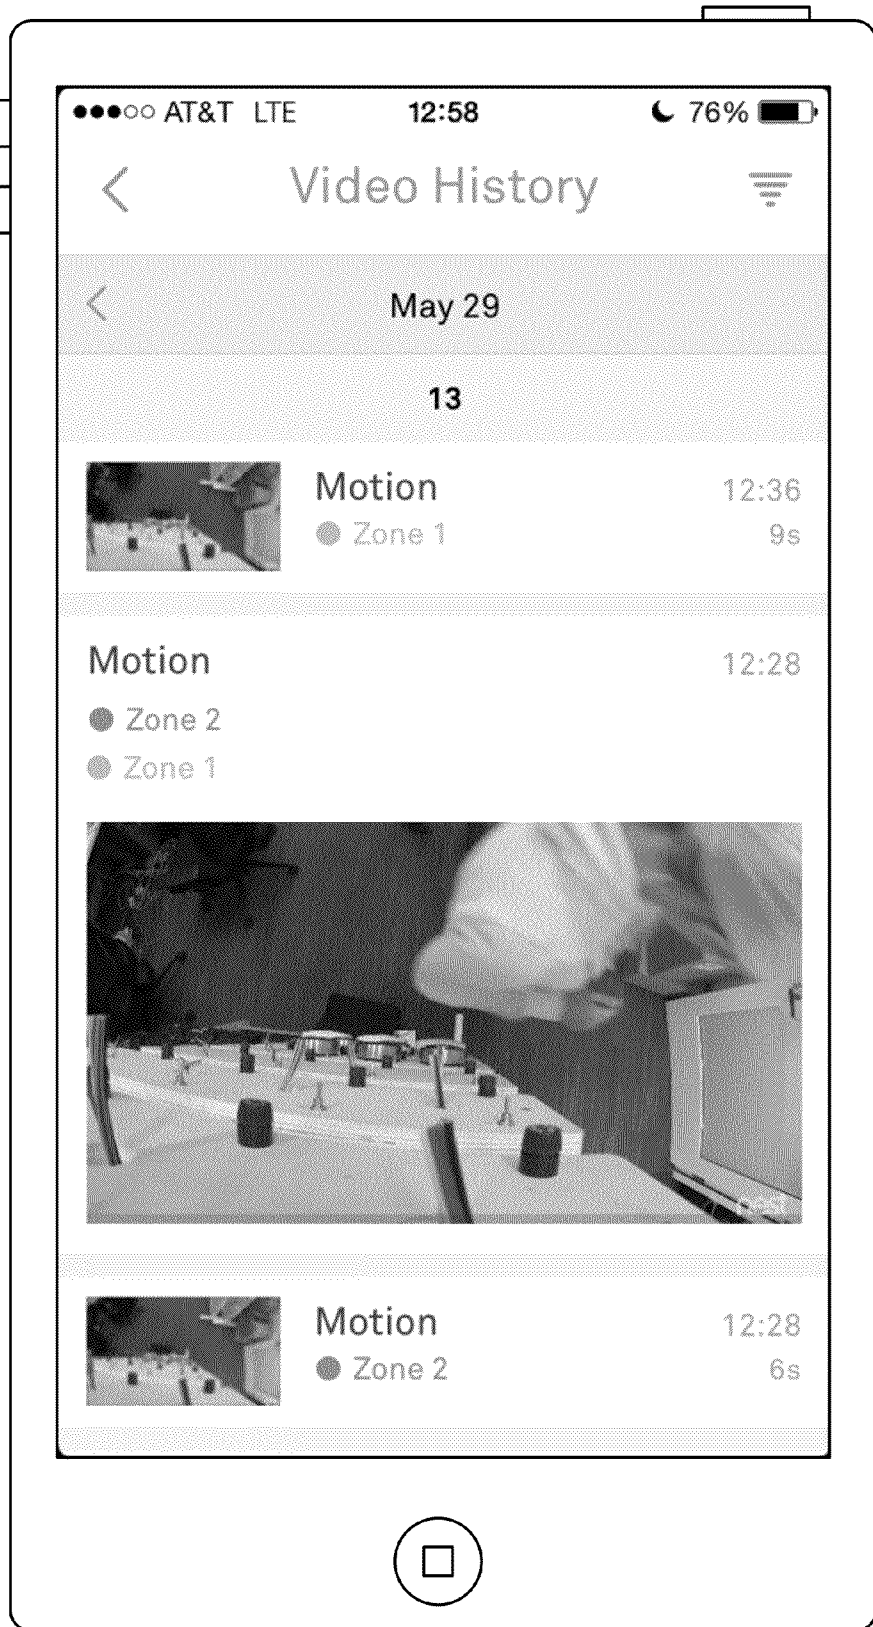 AT&T LTE 12:58 76%
Video History
May 29
13
Motion 12:36
Zone 1 9s
Motion 12:28
Zone 2
Zone 1
Motion 12:28
Zone 2 6s